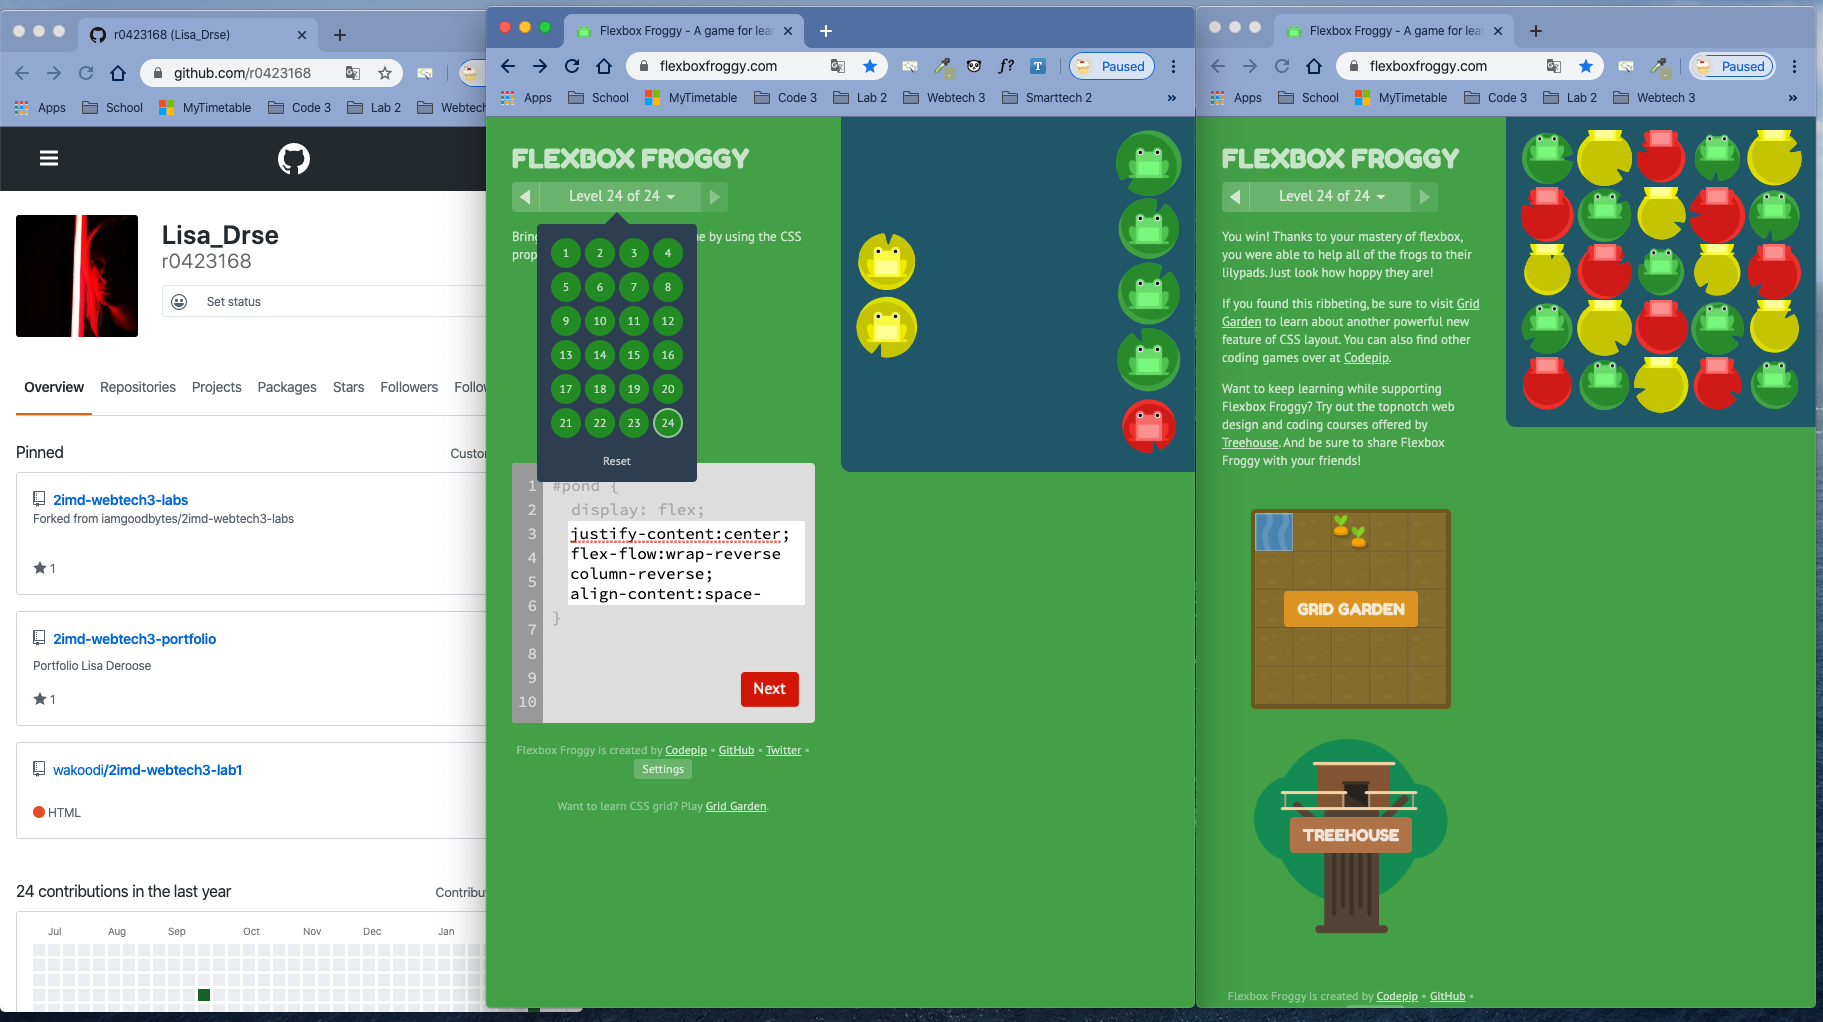 r0423168 (Lisa_Drse)
github.com/r0423168
Apps School MyTimetable Code 3 Lab 2 Webtech
Lisa_Drse
r0423168
Set status
Overview Repositories Projects Packages Stars Followers
Pinned
2imd-webtech3-labs
Forked from iamgoodbytes/2imd-webtech3-labs
1
2imd-webtech3-portfolio
Portfolio Lisa Deroose
1
wakoodi/2imd-webtech3-lab1
HTML
24 contributions in the last year
Jul Aug Sep Oct Nov Dec Jan
Flexbox Froggy - A game for lear
flexboxfroggy.com
f?
T
Paused
Apps School MyTimetable Code 3 Lab 2 Webtech 3 Smarttech 2 »
FLEXBOX FROGGY
Level 24 of 24
Bring
e by using the CSS
prop
1 2 3 4
5 6 7 8
9 10 11 12
13 14 15 16
17 18 19 20
21 22 23 24
Reset
1 #pond {
2 display: flex;
3 justify-content:center;
4 flex-flow:wrap-reverse
5 column-reverse;
6 align-content:space-
}
7
8
9
10
Next
Flexbox Froggy is created by Codepip • GitHub • Twitter •
Settings
Want to learn CSS grid? Play Grid Garden.
Flexbox Froggy - A game for lear
flexboxfroggy.com
Paused
Apps School MyTimetable Code 3 Lab 2 Webtech 3 »
FLEXBOX FROGGY
Level 24 of 24
You win! Thanks to your mastery of flexbox,
you were able to help all of the frogs to their
lilypads. Just look how hoppy they are!
If you found this ribbeting, be sure to visit Grid
Garden to learn about another powerful new
feature of CSS layout. You can also find other
coding games over at Codepip.
Want to keep learning while supporting
Flexbox Froggy? Try out the topnotch web
design and coding courses offered by
Treehouse. And be sure to share Flexbox
Froggy with your friends!
GRID GARDEN
TREEHOUSE
Flexbox Froggy is created by Codepip • GitHub •